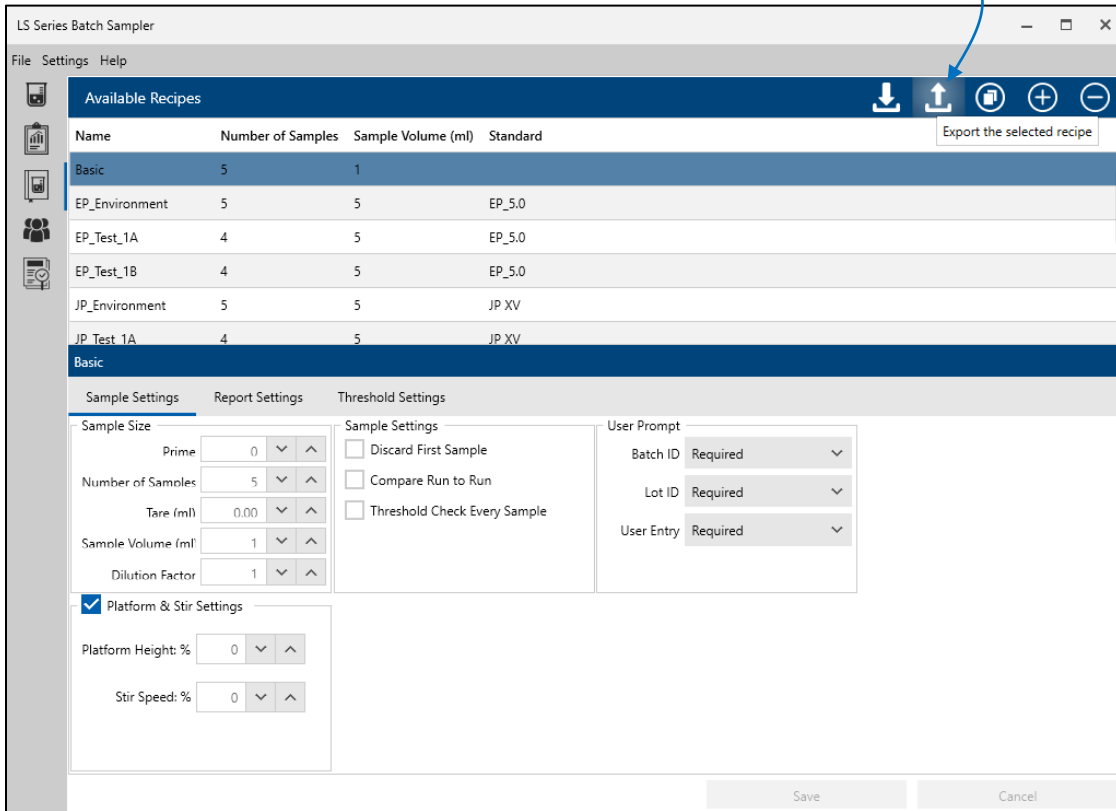 LS Series Batch Sampler
File Settings Help
Available Recipes
Export the selected recipe
Name Number of Samples Sample Volume (ml) Standard
Basic 5 1
EP_Environment 5 5 EP_5.0
EP_Test_1A 4 5 EP_5.0
EP_Test_1B 4 5 EP_5.0
JP_Environment 5 5 JP XV
JP_Test_1A 4 5 JP XV
Basic
Sample Settings Report Settings Threshold Settings
Sample Size
Prime 0
Number of Samples 5
Tare (ml) 0.00
Sample Volume (ml) 1
Dilution Factor 1
Sample Settings
Discard First Sample
Compare Run to Run
Threshold Check Every Sample
User Prompt
Batch ID Required
Lot ID Required
User Entry Required
Platform & Stir Settings
Platform Height: % 0
Stir Speed: % 0
Save Cancel